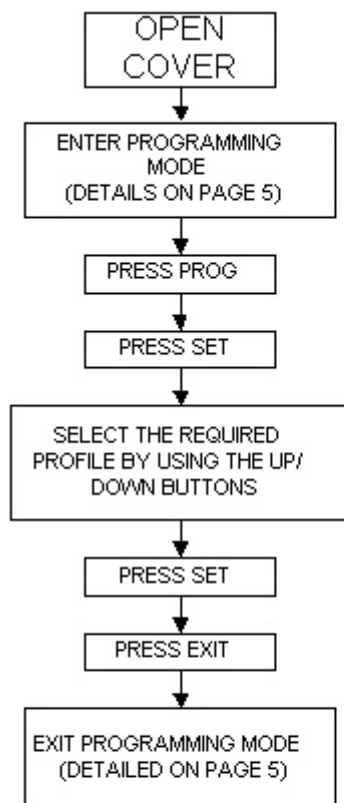 OPEN
COVER
ENTER PROGRAMMING
MODE
(DETAILS ON PAGE 5)
PRESS PROG
PRESS SET
SELECT THE REQUIRED
PROFILE BY USING THE UP/
DOWN BUTTONS
PRESS SET
PRESS EXIT
EXIT PROGRAMMING MODE
(DETAILED ON PAGE 5)